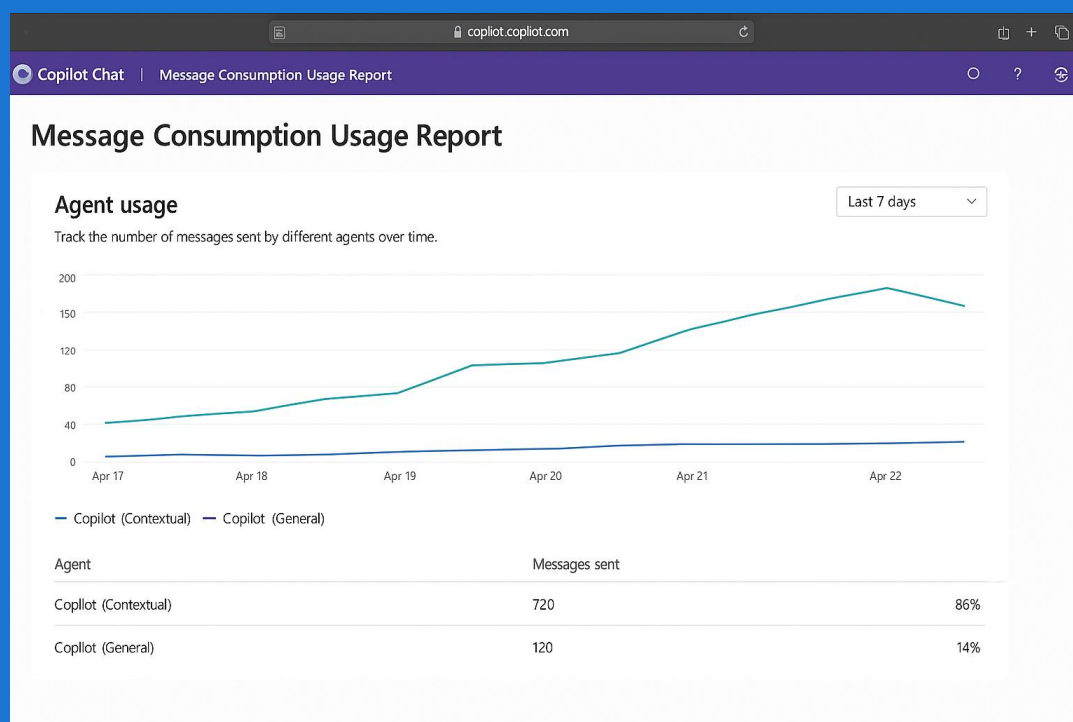 copliot.copliot.com
Copilot Chat | Message Consumption Usage Report ?
Message Consumption Usage Report
Agent usage
Last 7 days
Track the number of messages sent by different agents over time.
200
150
120
80
40
0
Apr 17 Apr 18 Apr 19 Apr 20 Apr 21 Apr 22
Copilot (Contextual) Copilot (General)
Agent Messages sent
Copllot (Contextual) 720 86%
Copllot (General) 120 14%